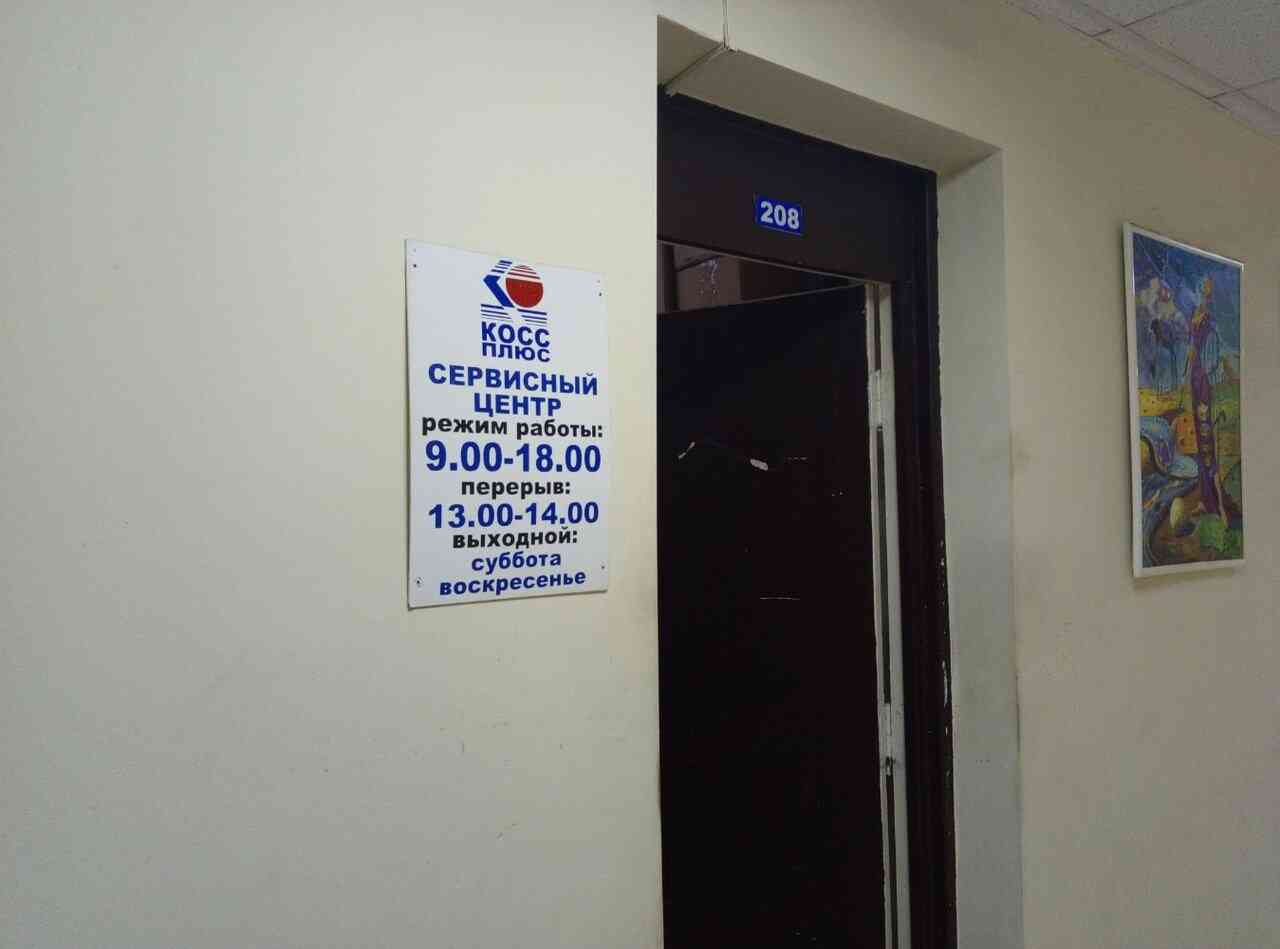 КОСС
ПЛЮС
СЕРВИСНЫЙ
ЦЕНТР
режим работы:
9.00-18.00
перерыв:
13.00-14.00
выходной:
суббота
воскресенье
208